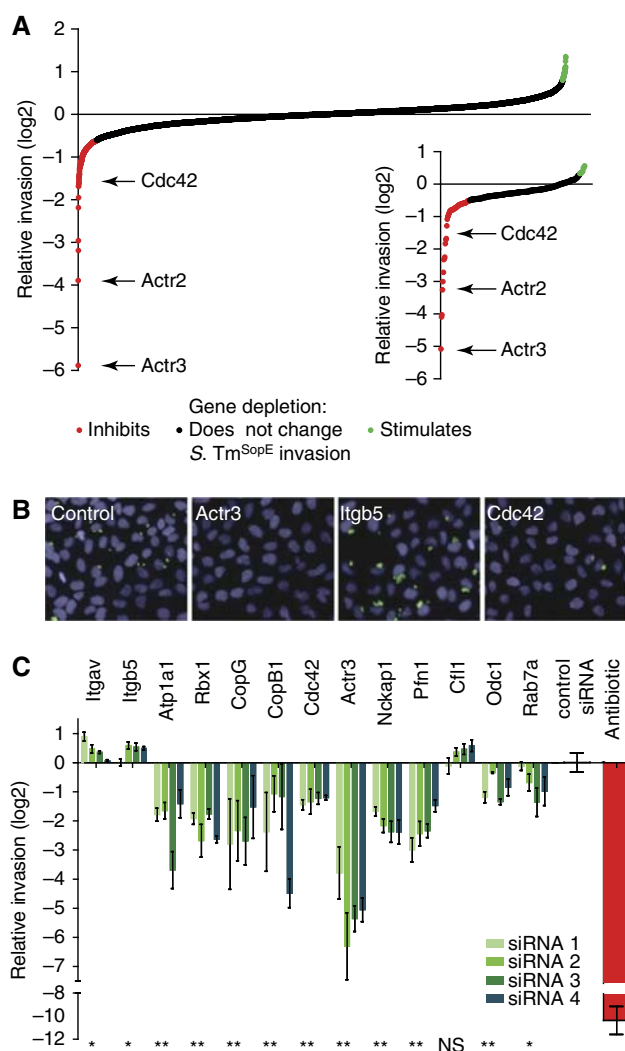 A
Relative invasion (log2)
2
1
0
−1
−2
−3
−4
−5
−6
Cdc42
Actr2
Actr3
Relative invasion (log2)
1
0
−1
−2
−3
−4
−5
−6
Cdc42
Actr2
Actr3
Gene depletion:
Inhibits Does not change Stimulates
S. Tm^SopE invasion
B
Control
Actr3
Itgb5
Cdc42
C
Itgav
Itgb5
Atp1a1
Rbx1
CopG
CopB1
Cdc42
Actr3
Nckap1
Pfn1
Cfl1
Odc1
Rab7a
control
siRNA
Antibiotic
Relative invasion (log2)
1
0
−1
−2
−3
−4
−5
−6
−7
−8
−10
−12
siRNA 1
siRNA 2
siRNA 3
siRNA 4
* * ** ** ** ** ** ** ** ** NS ** *